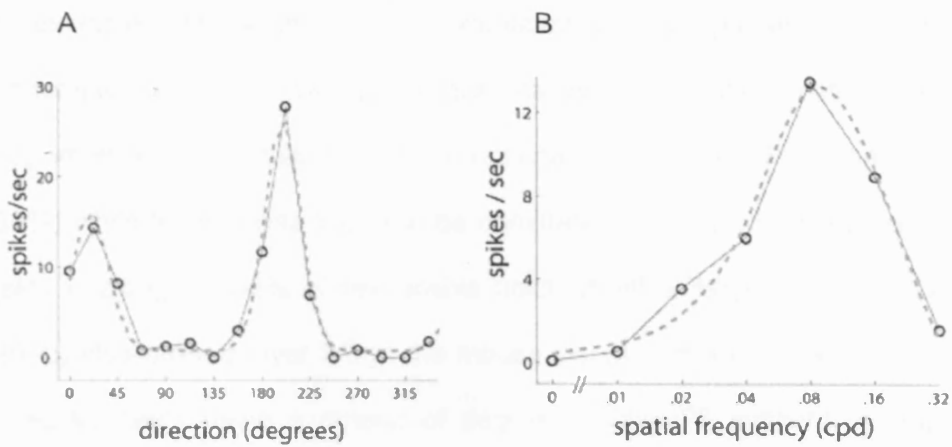 A
spikes/sec
30
20
10
0
0 45 90 135 180 225 270 315
direction (degrees)
B
spikes / sec
12
8
4
0
0 .01 .02 .04 .08 .16 .32
spatial frequency (cpd)